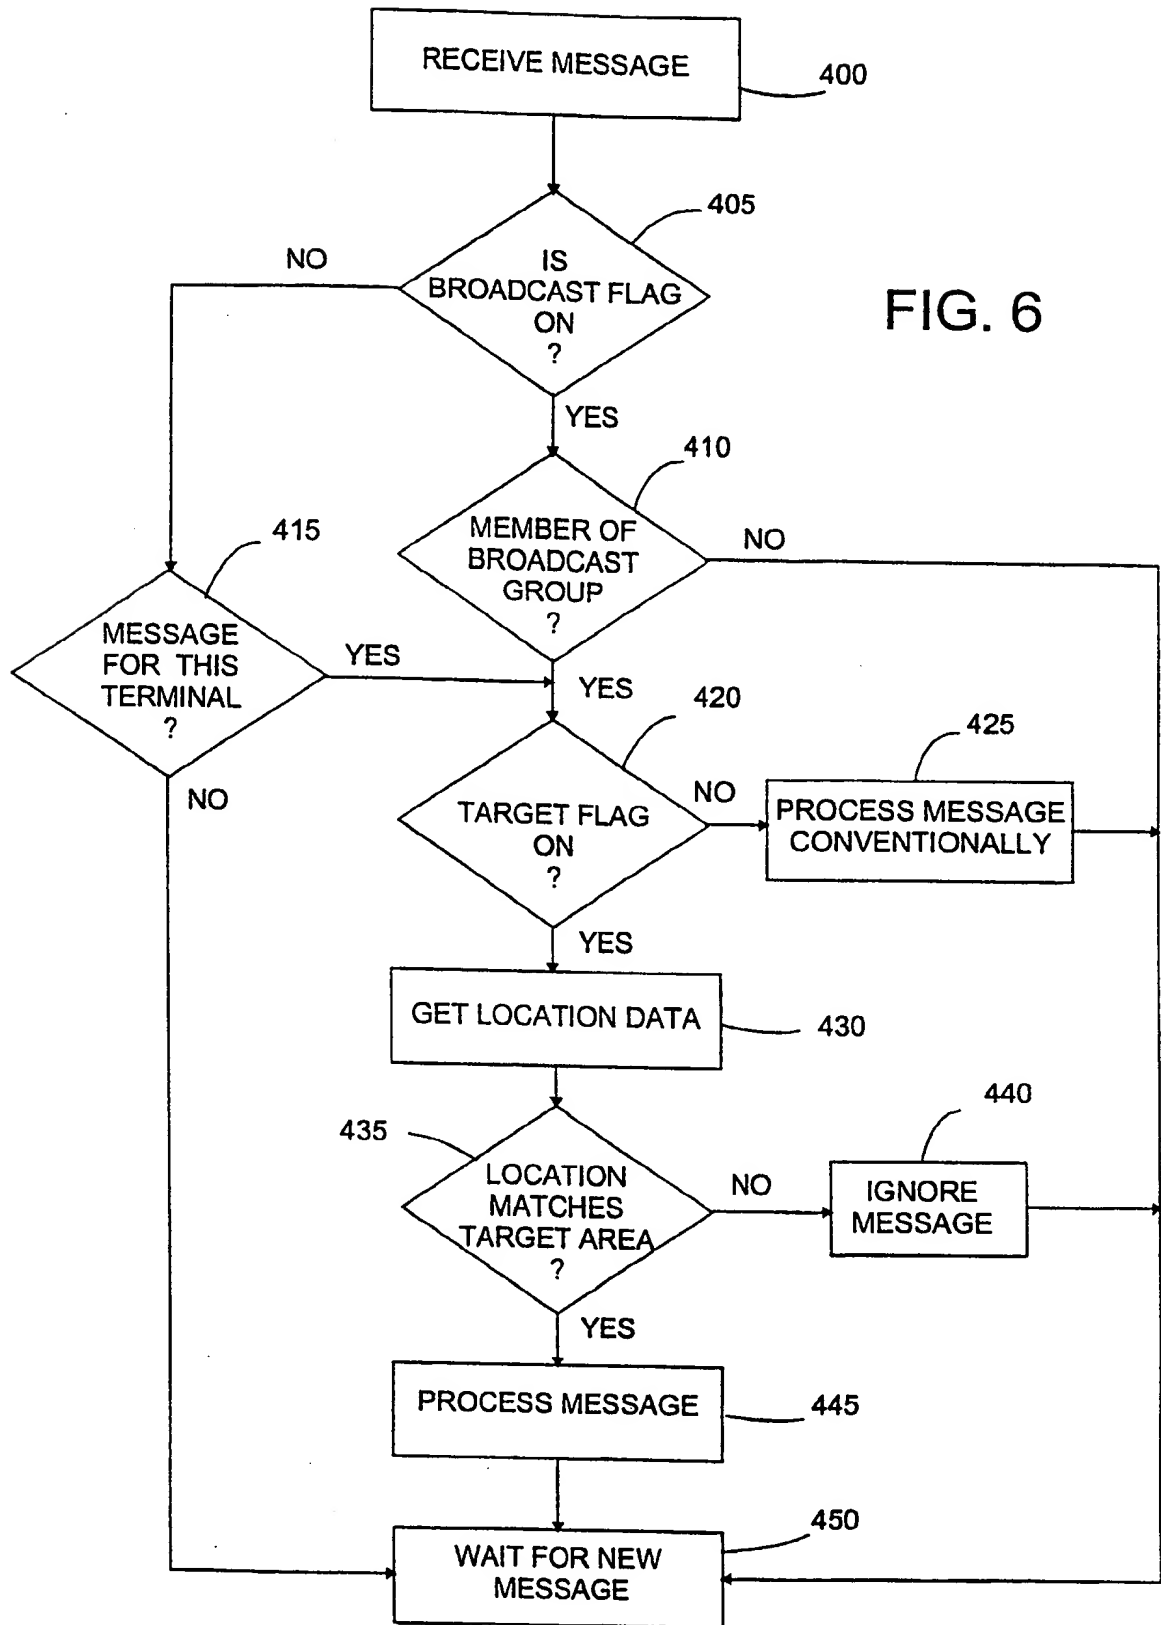 RECEIVE MESSAGE
400
405
NO
IS
BROADCAST FLAG
ON
?
FIG. 6
YES
410
MEMBER OF
BROADCAST
GROUP
?
NO
415
MESSAGE
FOR THIS
TERMINAL
?
YES
YES
420
425
NO
TARGET FLAG
ON
?
NO
PROCESS MESSAGE
CONVENTIONALLY
YES
GET LOCATION DATA
430
435
440
LOCATION
MATCHES
TARGET AREA
?
NO
IGNORE
MESSAGE
YES
PROCESS MESSAGE
445
450
WAIT FOR NEW
MESSAGE